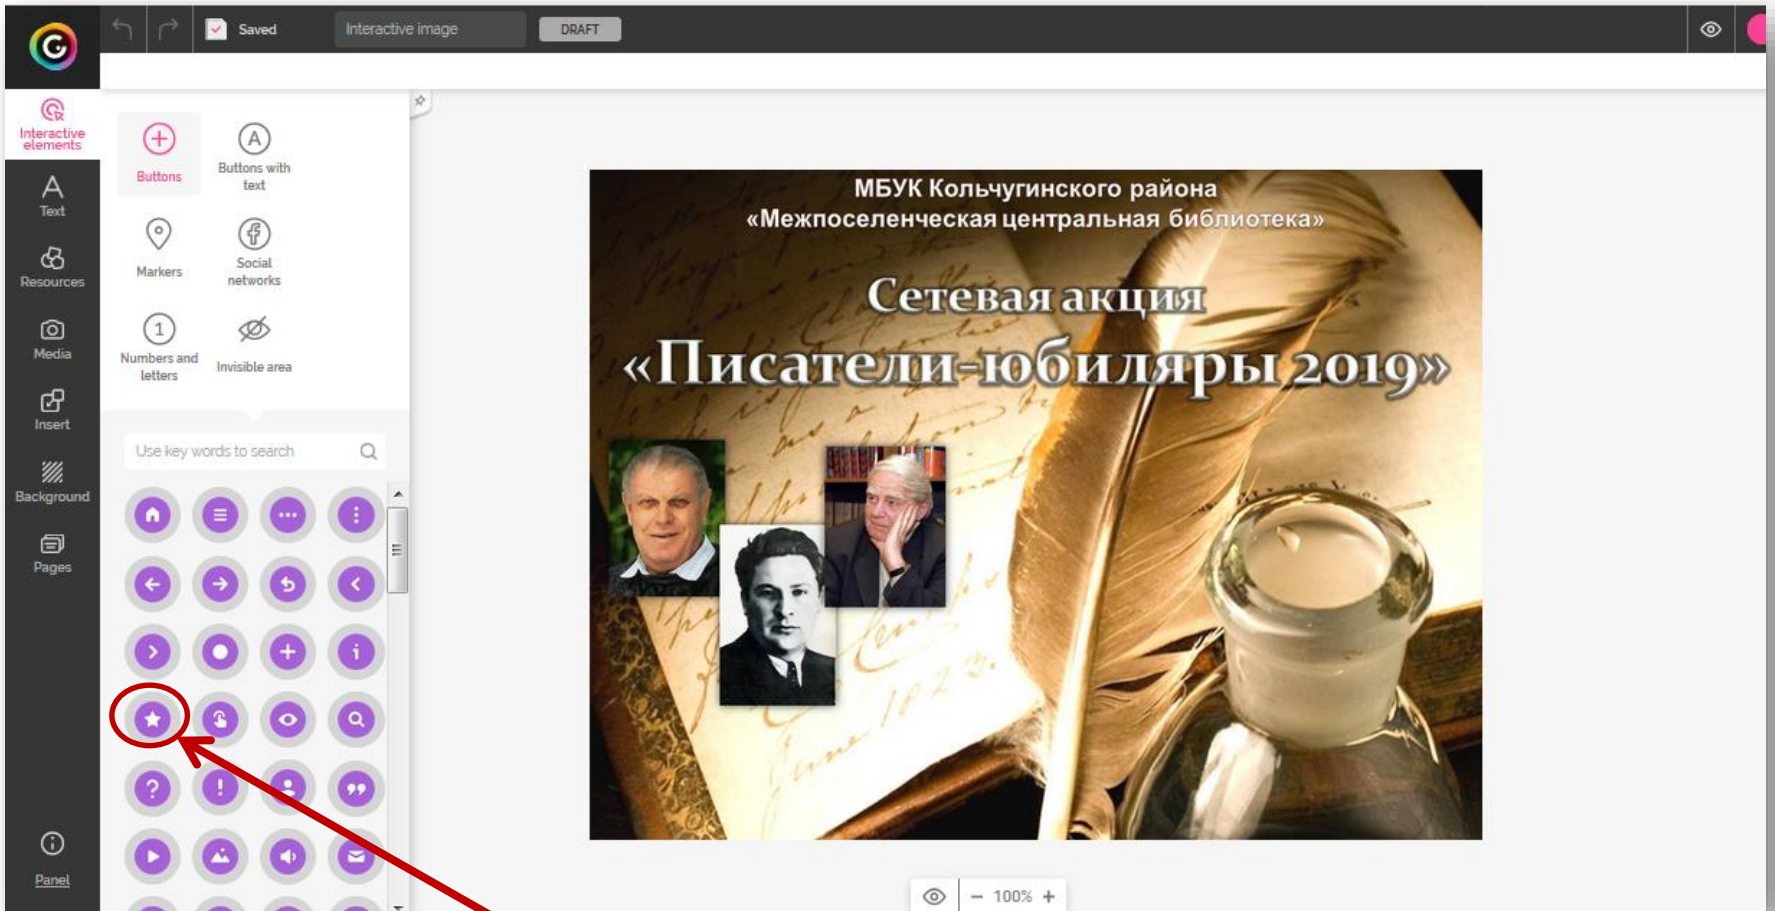 Saved
Interactive image
DRAFT
Interactive
elements
Text
Resources
Media
Insert
Background
Pages
Panel
Buttons
Buttons with
text
Markers
Social
networks
Numbers and
letters
Invisible area
Use key words to search
МБУК Кольчугинского района
«Межпоселенческая центральная библиотека»
Сетевая акция
«Писатели-юбиляры 2019»
100%